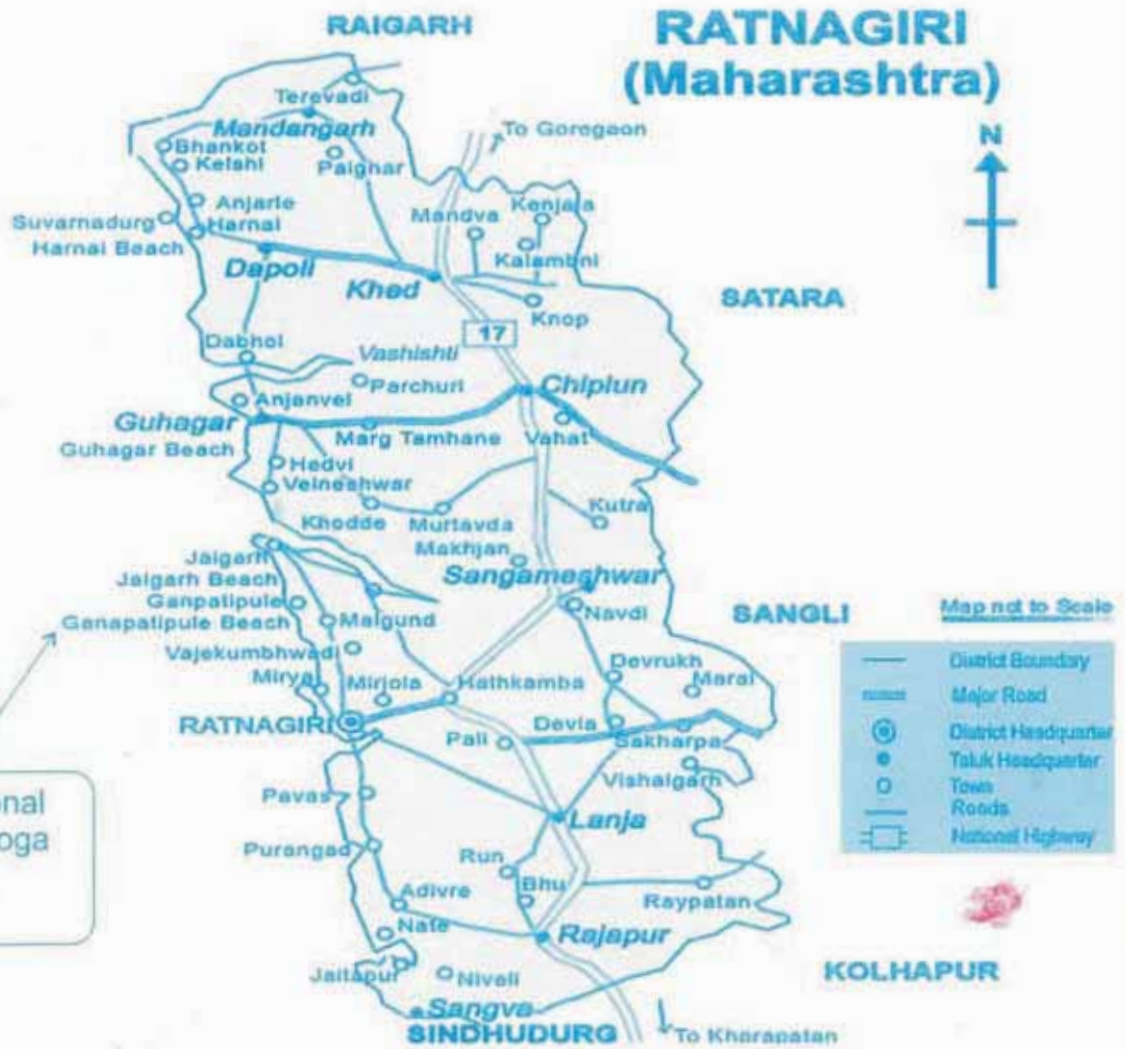 RATNAGIRI
(Maharashtra)
RAIGARH
N
Terevadi
Mandangarh
To Goregaon
Bhankot
Kelshi
Palghar
Anjarle
Suvarnadurg
Harnai
Harnai Beach
Mandva
Kenjala
Kalambni
Dapoli
Khed
Knop
SATARA
17
Dabhol
Vashishti
Parchuri
Chiplun
Anjanvel
Guhagar
Guhagar Beach
Marg Tamhane
Vahat
Hedvi
Velneshwar
Khodde
Murtavda
Kutra
Makhjan
Jaigarh
Jaigarh Beach
Sangameshwar
Ganpatipule
Ganapatipule Beach
Malgund
Navdi
SANGLI
Map not to Scale
Vajekumbhwadi
Devrukh
Maral
Mirya
Mirjola
Hathkamba
RATNAGIRI
Pali
Devla
Sakharpa
Vishalgarh
District Boundary
Major Road
District Headquarter
Taluk Headquarter
Town
Roads
National Highway
onal
oga
Pavas
Lanja
Purangad
Run
Bhu
Raypatan
Adivre
Nate
Rajapur
Jaitapur
Niveli
KOLHAPUR
Sangva
SINDHUDURG
To Kharapatan